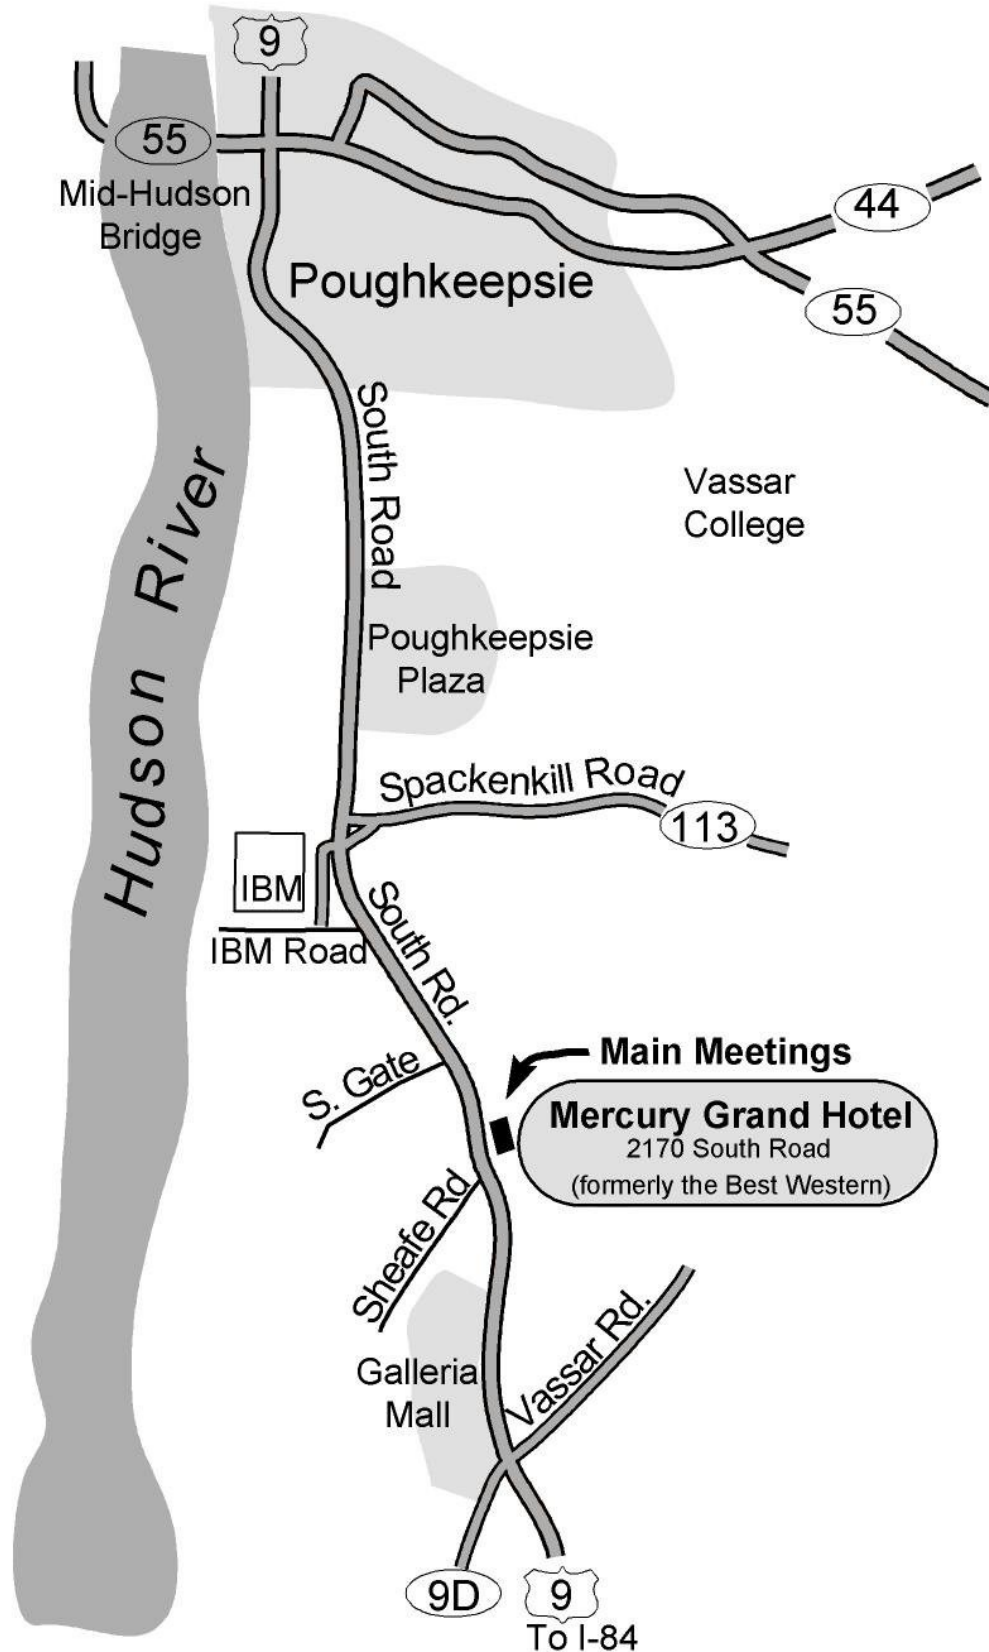 9
55
Mid-Hudson
Bridge
44
Poughkeepsie
55
South Road
Vassar
College
Hudson River
Poughkeepsie
Plaza
Spackenkill Road
113
IBM
IBM Road
South Rd.
Main Meetings
S. Gate
Mercury Grand Hotel
2170 South Road
(formerly the Best Western)
Sheafe Rd
Vassar Rd.
Galleria
Mall
9D
9
To I-84